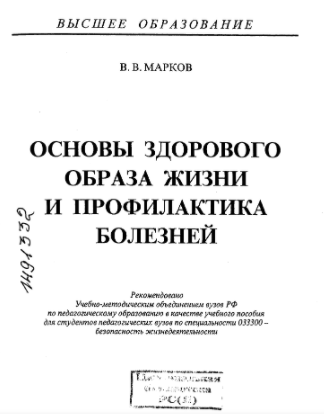 ВЫСШЕЕ ОБРАЗОВАНИЕ
В. В. МАРКОВ
ОСНОВЫ ЗДОРОВОГО
ОБРАЗА ЖИЗНИ
И ПРОФИЛАКТИКА
БОЛЕЗНЕЙ
1491332
Рекомендовано
Учебно-методическим объединением вузов РФ
по педагогическому образованию в качестве учебного пособия
для студентов педагогических вузов по специальности 033300 –
безопасность жизнедеятельности